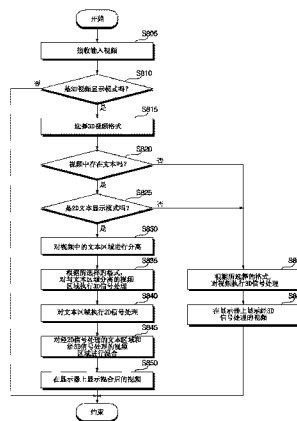 开始
S805
接收输入视频
S810
否
是3D视频显示模式吗?
是
S815
选择3D视频格式
S820
视频中存在文本吗?
否
是
S825
是2D文本显示模式吗?
否
是
S830
对视频中的文本区域进行分离
S835
根据所选择的格式,
对与文本区域分离的视频
区域执行3D信号处理
S840
对文本区域执行2D信号处理
S845
对经2D信号处理的文本区域和
经3D信号处理的视频
区域进行混合
S850
在显示器上显示混合后的视频
根据所选择的格式,
对视频执行3D信号处理
在显示器上显示经3D
信号处理的视频
结束